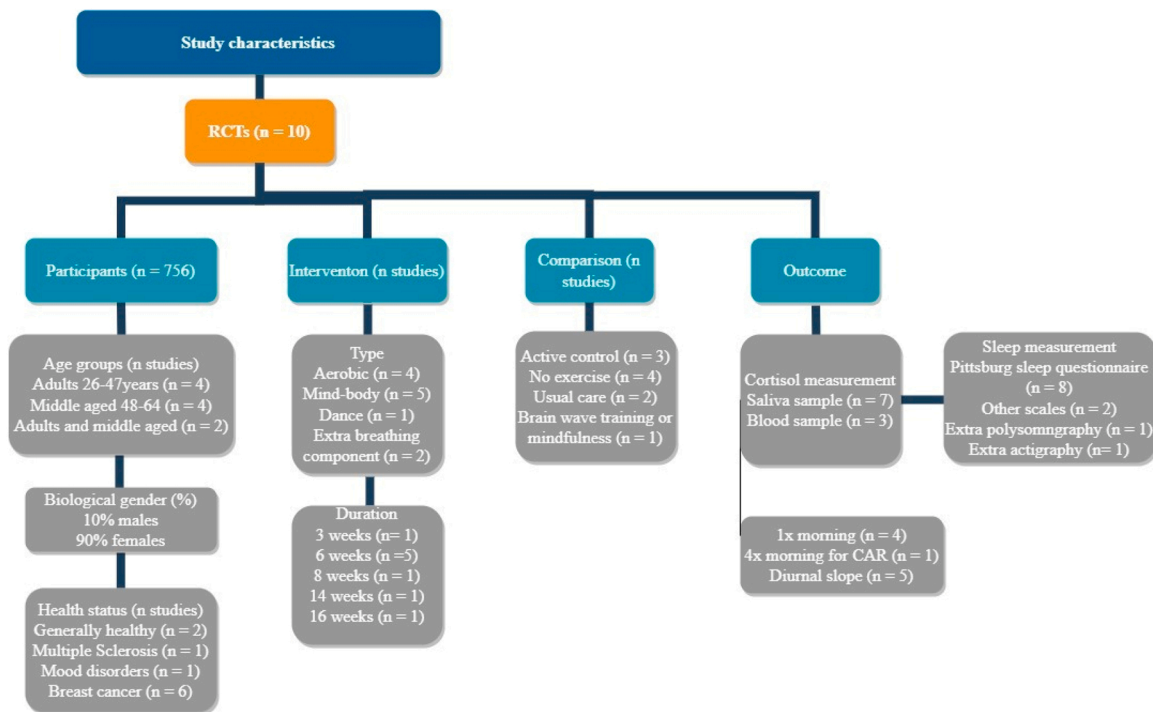 Study characteristics
RCTs (n = 10)
Participants (n = 756)
Age groups (n studies)
Adults 26-47years (n = 4)
Middle aged 48-64 (n = 4)
Adults and middle aged (n = 2)
Biological gender (%)
10% males
90% females
Health status (n studies)
Generally healthy (n = 2)
Multiple Sclerosis (n = 1)
Mood disorders (n = 1)
Breast cancer (n = 6)
Interventon (n studies)
Type
Aerobic (n = 4)
Mind-body (n = 5)
Dance (n = 1)
Extra breathing
component (n = 2)
Duration
3 weeks (n= 1)
6 weeks (n =5)
8 weeks (n = 1)
14 weeks (n = 1)
16 weeks (n = 1)
Comparison (n
studies)
Active control (n = 3)
No exercise (n = 4)
Usual care (n = 2)
Brain wave training or
mindfulness (n = 1)
Outcome
Cortisol measurement
Saliva sample (n = 7)
Blood sample (n = 3)
1x morning (n = 4)
4x morning for CAR (n = 1)
Diurnal slope (n = 5)
Sleep measurement
Pittsburg sleep questionnaire
(n = 8)
Other scales (n = 2)
Extra polysomngraphy (n = 1)
Extra actigraphy (n= 1)